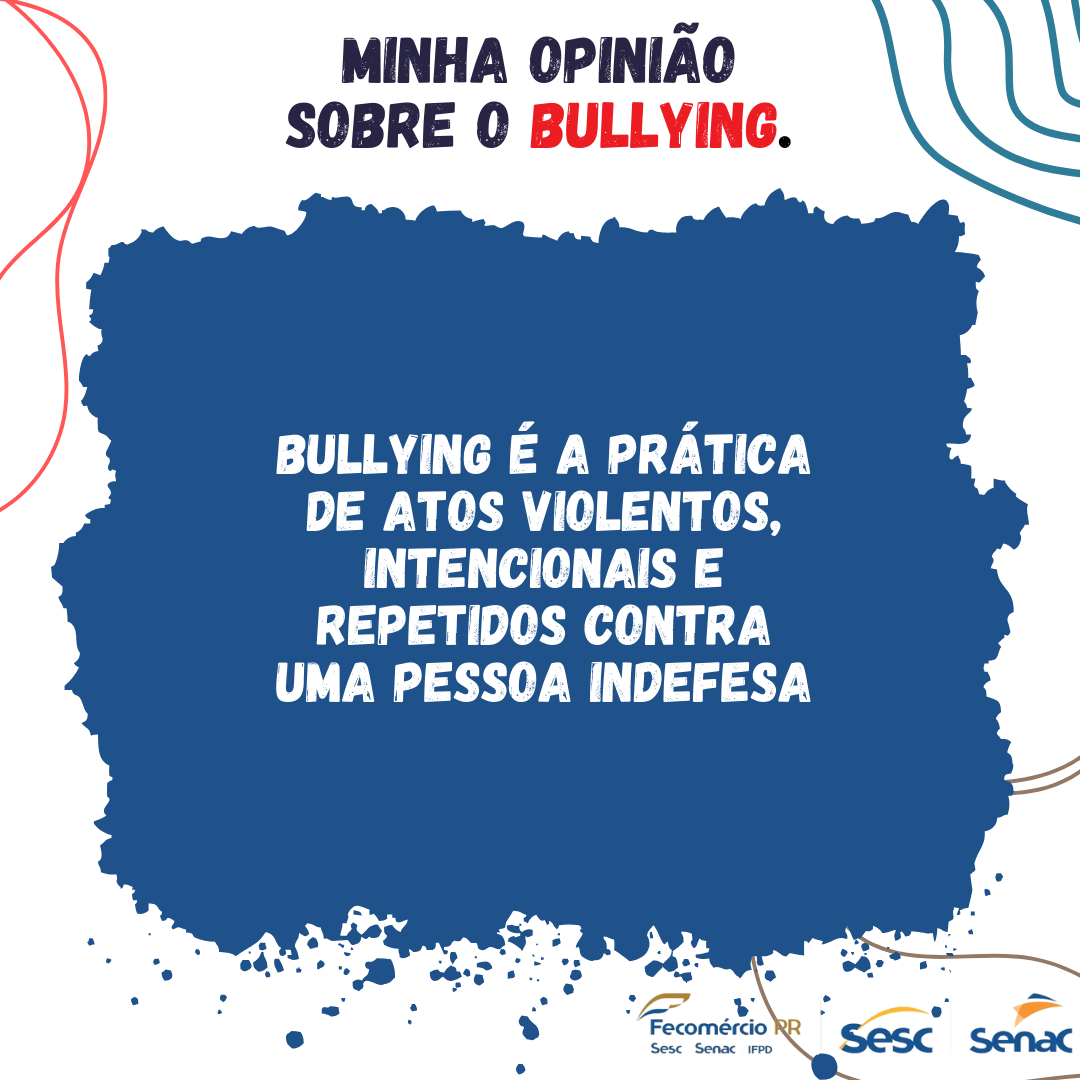 MINHA OPINIÃO
SOBRE O BULLYING.
BULLYING É A PRÁTICA
DE ATOS VIOLENTOS,
INTENCIONAIS E
REPETIDOS CONTRA
UMA PESSOA INDEFESA
Fecomércio PR
Sesc Senac IFPD
Sesc
Senac